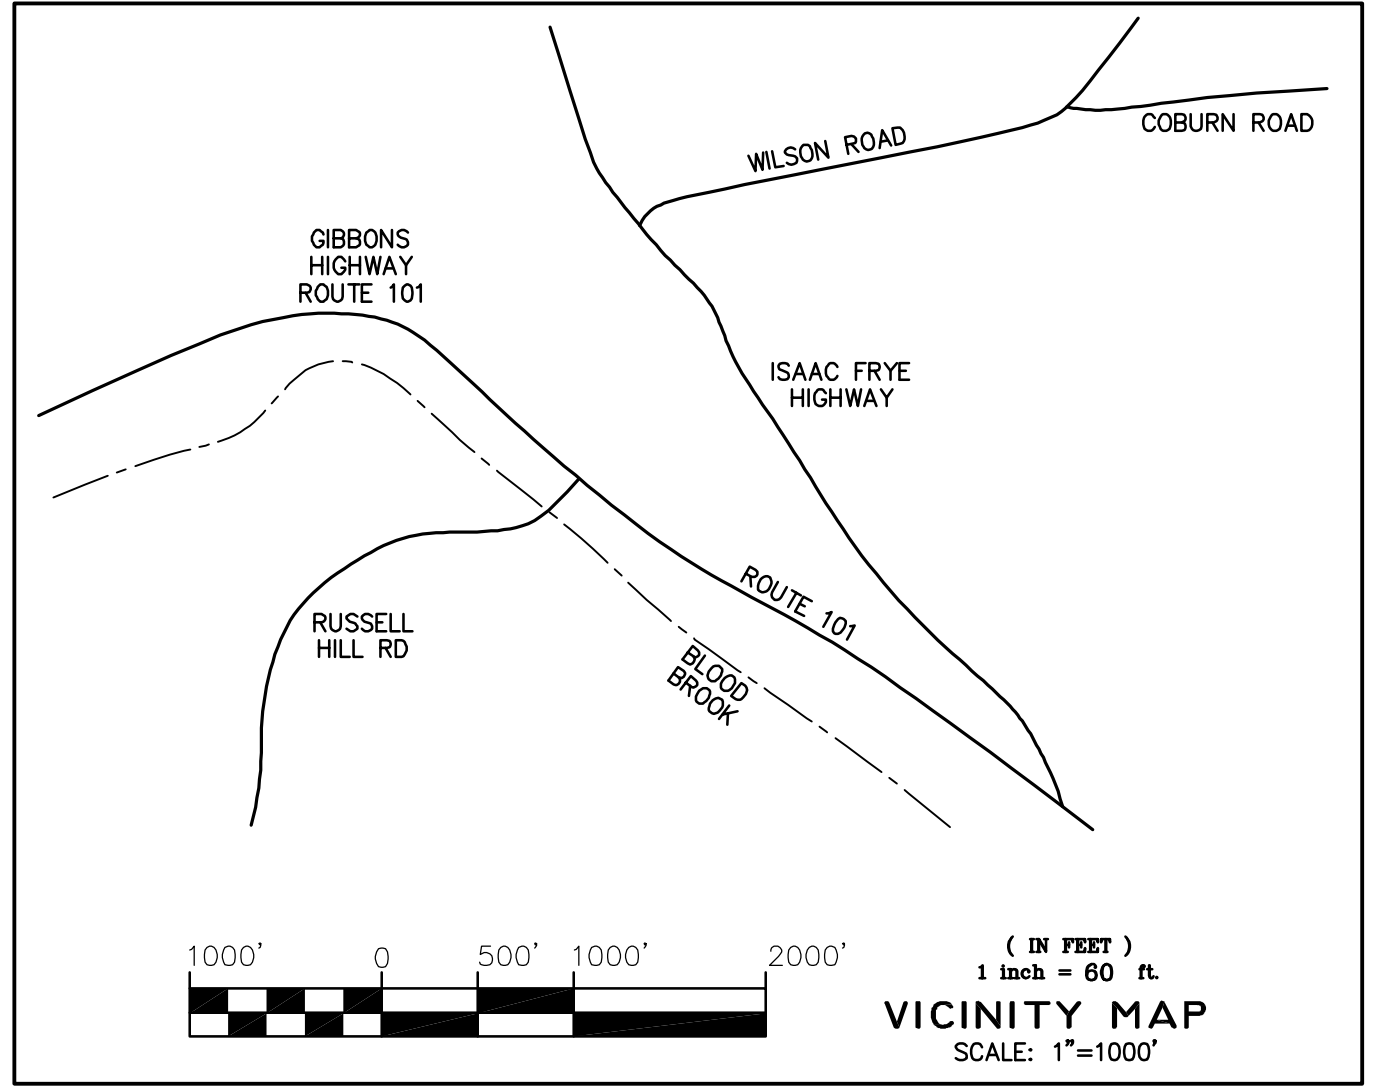 WILSON ROAD
COBURN ROAD
GIBBONS
HIGHWAY
ROUTE 101
ISAAC FRYE
HIGHWAY
ROUTE 101
RUSSELL
HILL RD
BLOOD
BROOK
1000' 0 500' 1000' 2000'
( IN FEET )
1 inch = 60 ft.
VICINITY MAP
SCALE: 1"=1000'